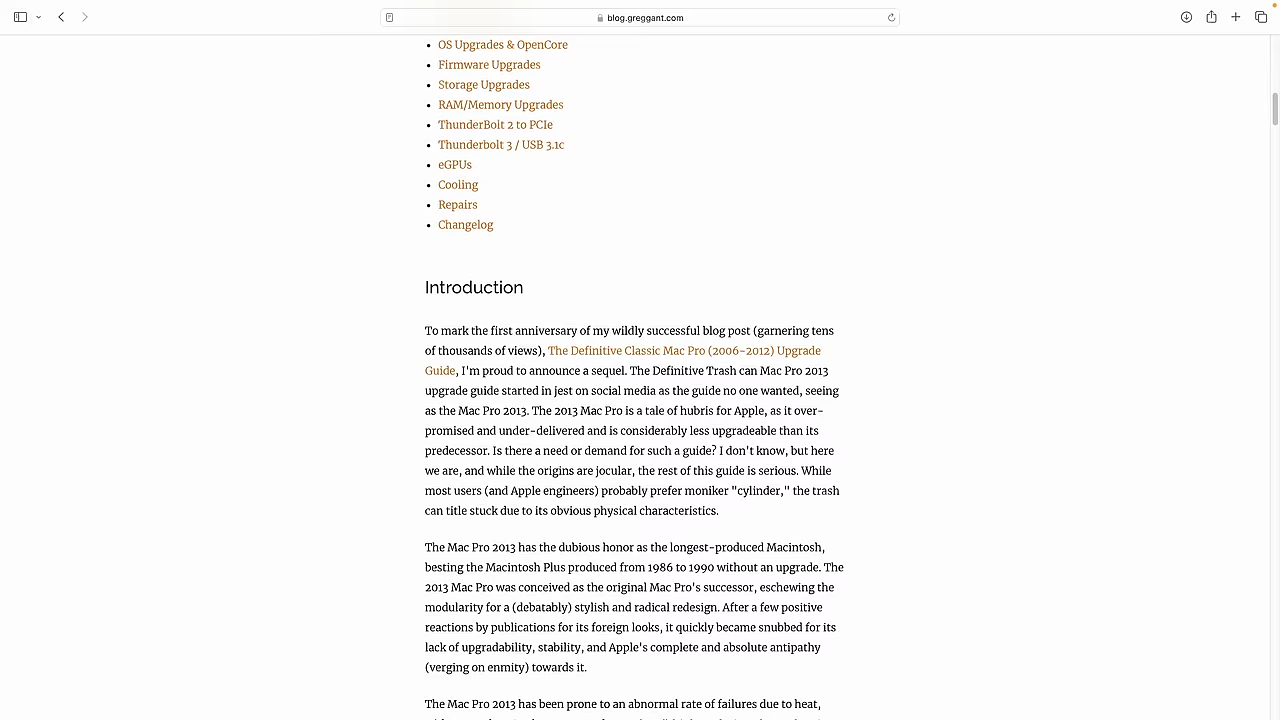 blog.greggant.com
OS Upgrades & OpenCore
Firmware Upgrades
Storage Upgrades
RAM/Memory Upgrades
ThunderBolt 2 to PCIe
Thunderbolt 3 / USB 3.1c
eGPUs
Cooling
Repairs
Changelog
Introduction
To mark the first anniversary of my wildly successful blog post (garnering tens
of thousands of views), The Definitive Classic Mac Pro (2006-2012) Upgrade
Guide, I'm proud to announce a sequel. The Definitive Trash can Mac Pro 2013
upgrade guide started in jest on social media as the guide no one wanted, seeing
as the Mac Pro 2013. The 2013 Mac Pro is a tale of hubris for Apple, as it over-
promised and under-delivered and is considerably less upgradeable than its
predecessor. Is there a need or demand for such a guide? I don't know, but here
we are, and while the origins are jocular, the rest of this guide is serious. While
most users (and Apple engineers) probably prefer moniker "cylinder," the trash
can title stuck due to its obvious physical characteristics.
The Mac Pro 2013 has the dubious honor as the longest-produced Macintosh,
besting the Macintosh Plus produced from 1986 to 1990 without an upgrade. The
2013 Mac Pro was conceived as the original Mac Pro's successor, eschewing the
modularity for a (debatably) stylish and radical redesign. After a few positive
reactions by publications for its foreign looks, it quickly became snubbed for its
lack of upgradability, stability, and Apple's complete and absolute antipathy
(verging on enmity) towards it.
The Mac Pro 2013 has been prone to an abnormal rate of failures due to heat,